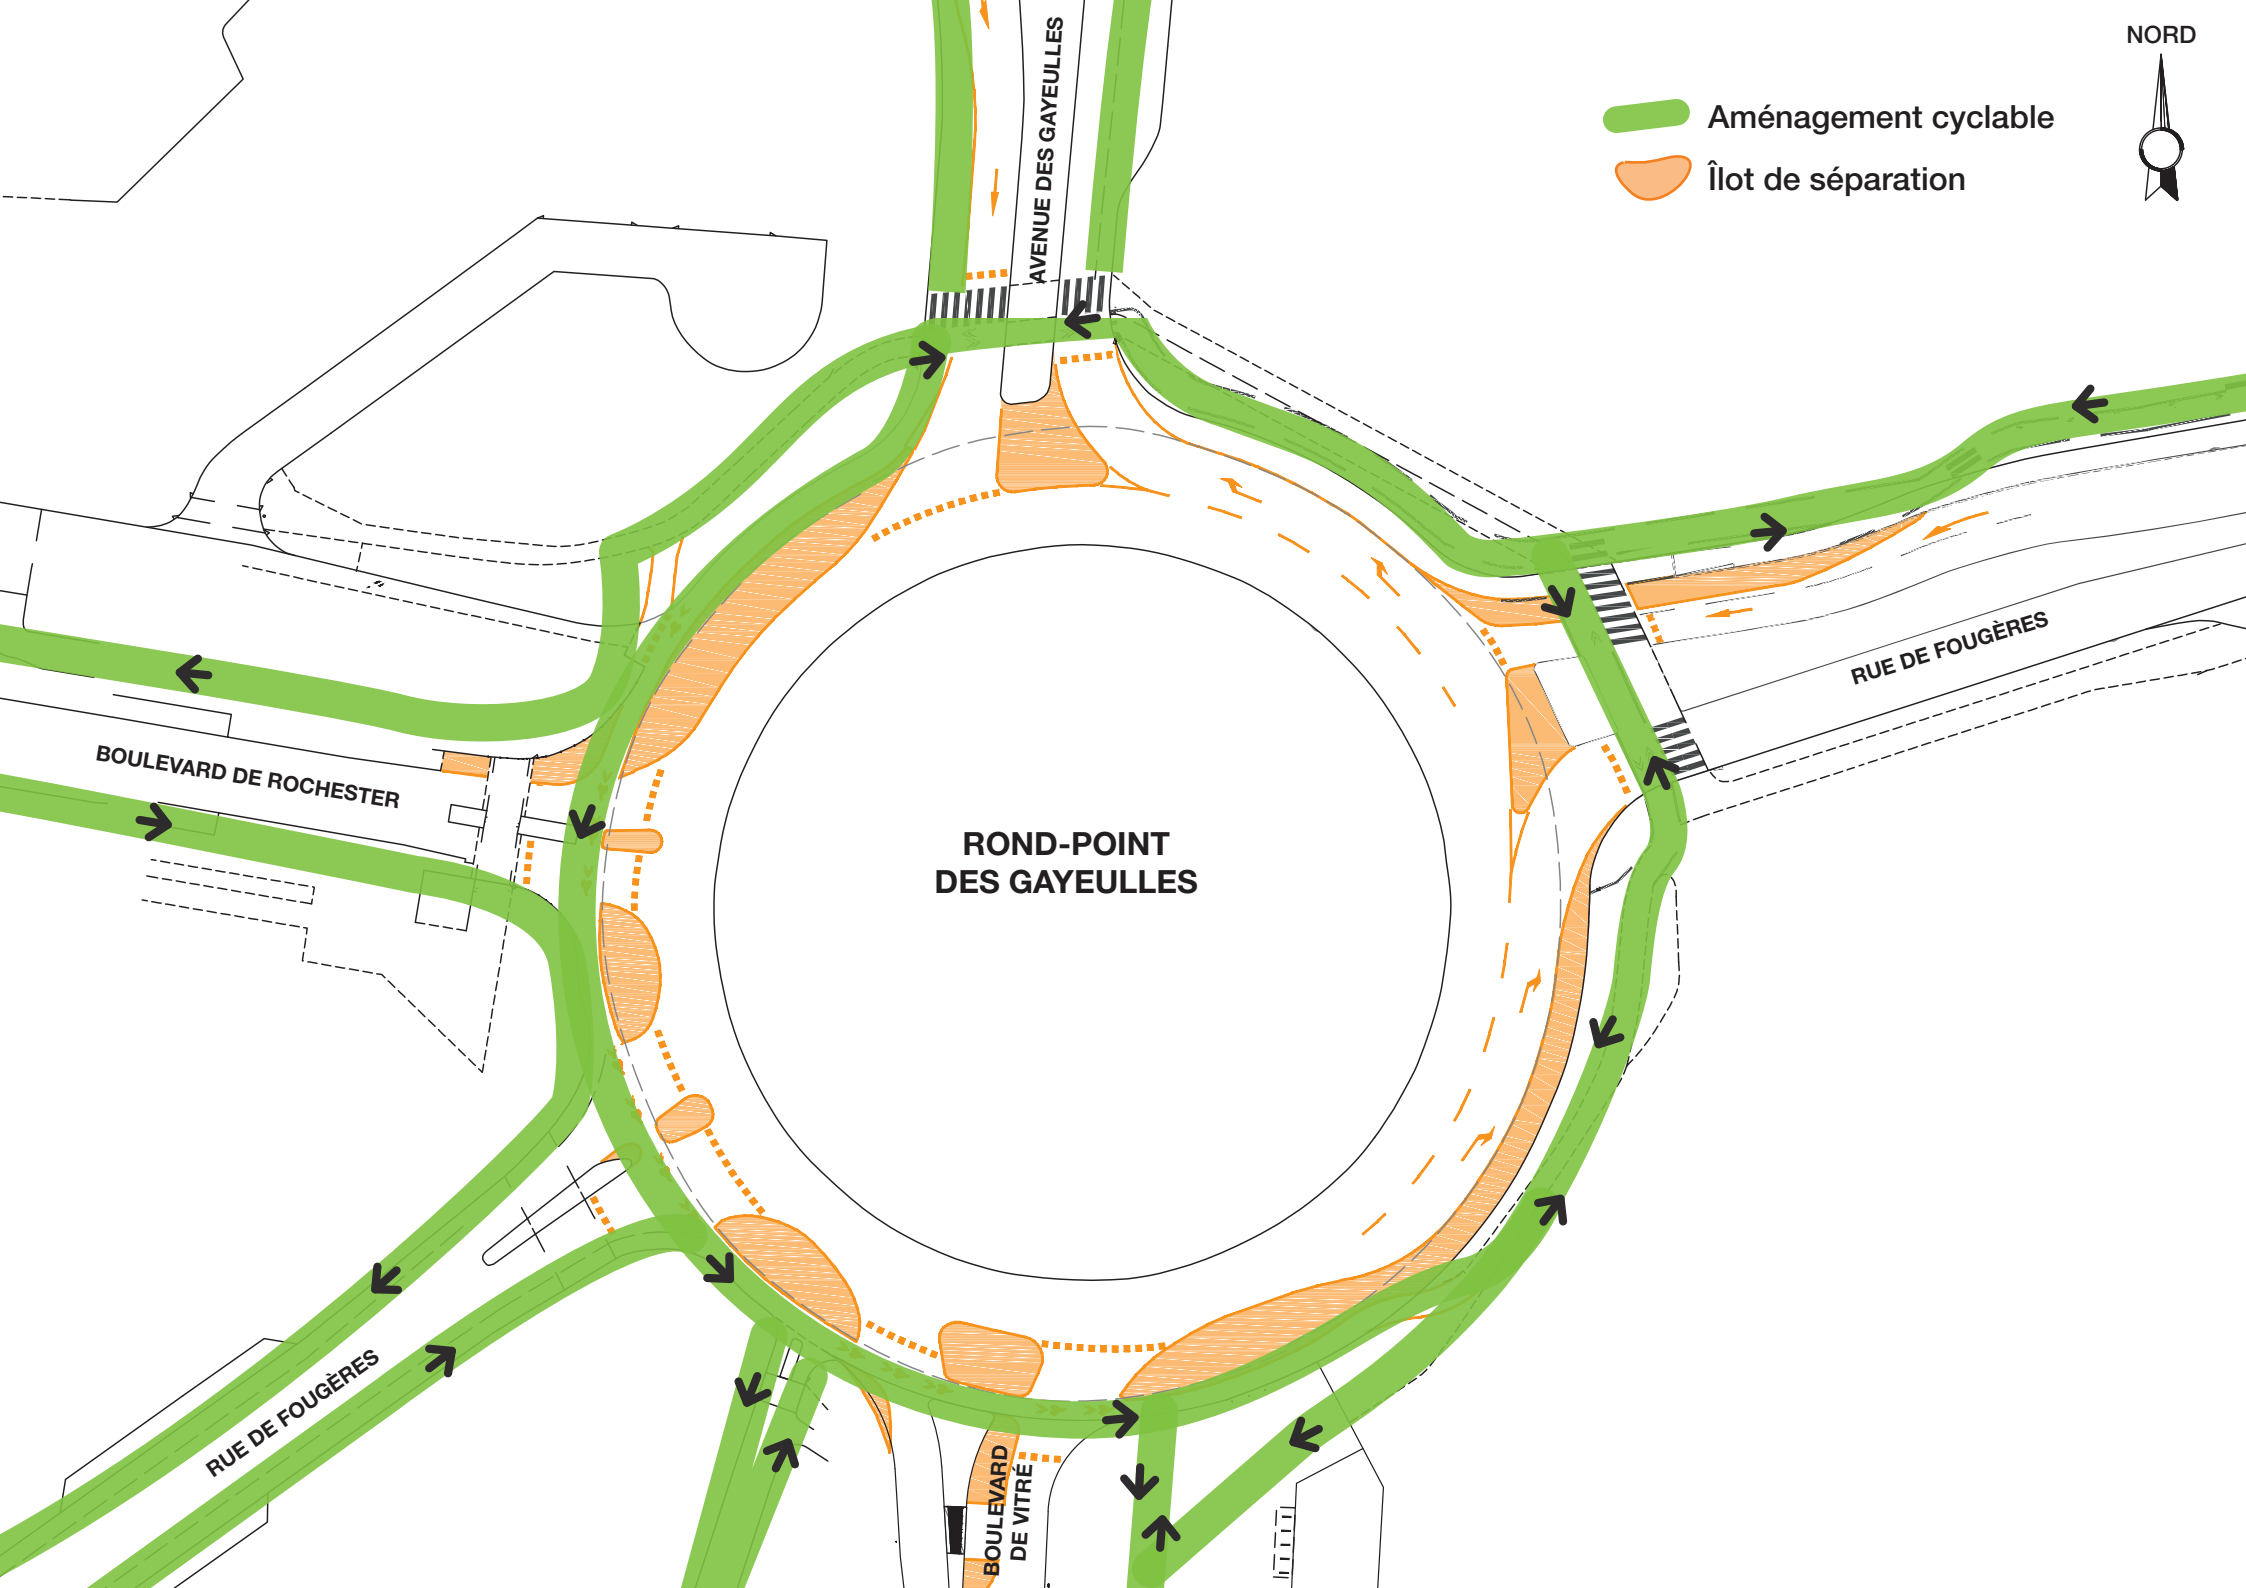 NORD
Aménagement cyclable
Îlot de séparation
AVENUE DES GAYEULLES
RUE DE FOUGÈRES
BOULEVARD DE ROCHESTER
ROND-POINT
DES GAYEULLES
RUE DE FOUGÈRES
BOULEVARD
DE VITRÉ